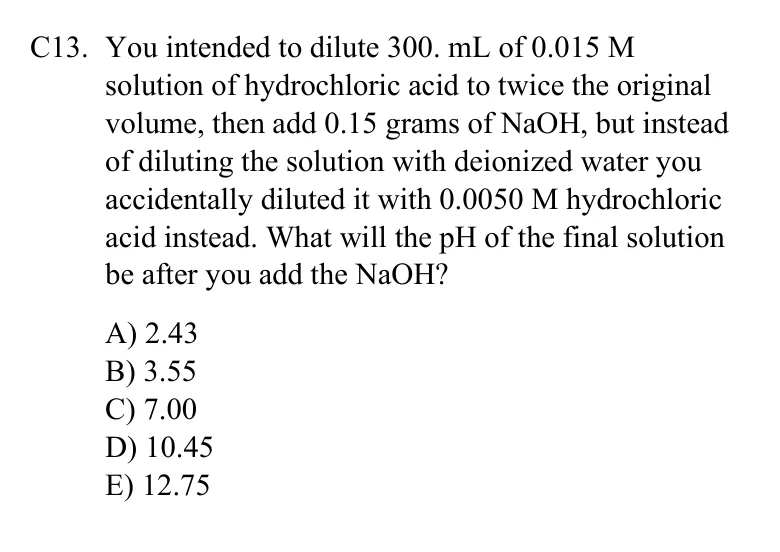 C13. You intended to dilute 300. mL of 0.015 M
solution of hydrochloric acid to twice the original
volume, then add 0.15 grams of NaOH, but instead
of diluting the solution with deionized water you
accidentally diluted it with 0.0050 M hydrochloric
acid instead. What will the pH of the final solution
be after you add the NaOH?
A) 2.43
B) 3.55
C) 7.00
D) 10.45
E) 12.75